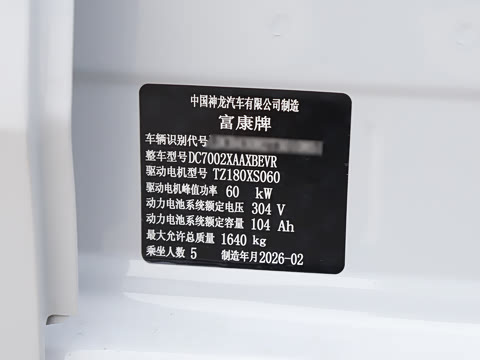 中国神龙汽车有限公司制造
富康牌
车辆识别代号
整车型号DC7002XAAXBEVR
驱动电机型号 TZ180XS060
驱动电机峰值功率 60 kW
动力电池系统额定电压 304 V
动力电池系统额定容量 104 Ah
最大允许总质量 1640 kg
乘坐人数 5 制造年月2026-02